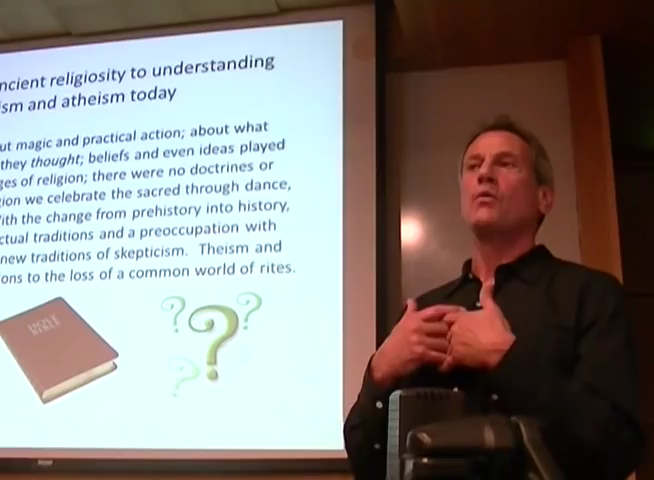 ncient religiosity to understanding
ism and atheism today
ut magic and practical action; about what
they thought; beliefs and even ideas played
ges of religion; there were no doctrines or
gion we celebrate the sacred through dance,
ith the change from prehistory into history,
ctual traditions and a preoccupation with
new traditions of skepticism. Theism and
ons to the loss of a common world of rites.
HOLY
BIBLE
? ? ?
?